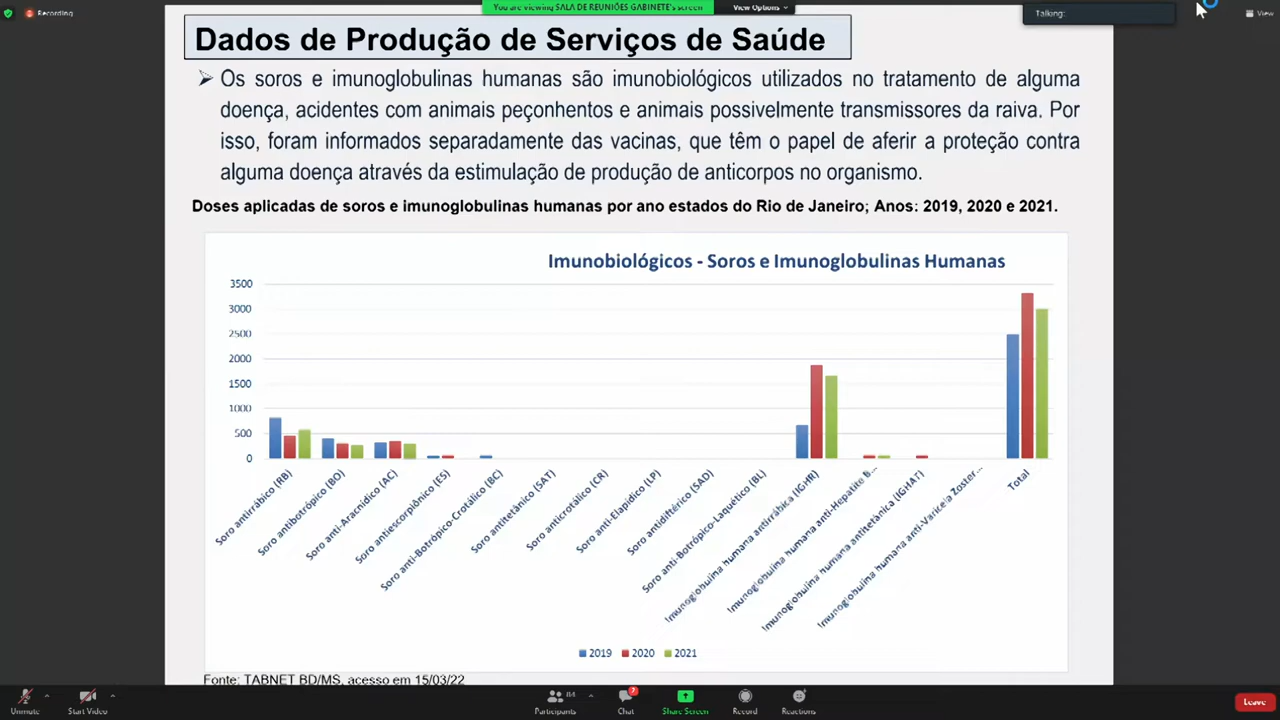 Recording
You are viewing SALA DE REUNIÕES GABINETE's screen
View Options
Talking:
View
Dados de Produção de Serviços de Saúde
Os soros e imunoglobulinas humanas são imunobiológicos utilizados no tratamento de alguma
doença, acidentes com animais peçonhentos e animais possivelmente transmissores da raiva. Por
isso, foram informados separadamente das vacinas, que têm o papel de aferir a proteção contra
alguma doença através da estimulação de produção de anticorpos no organismo.
Doses aplicadas de soros e imunoglobulinas humanas por ano estados do Rio de Janeiro; Anos: 2019, 2020 e 2021.
Imunobiológicos - Soros e Imunoglobulinas Humanas
3500
3000
2500
2000
1500
1000
500
0
Soro antirrábico (RB)
Soro antibotrópico (BO)
Soro anti-Aracnídico (AC)
Soro antiescorpiônico (ES)
Soro anti-Botrópico-Crotálico (BC)
Soro antitetânico (SAT)
Soro anticrotálico (CR)
Soro anti-Elapídico (LP)
Soro antidiftérico (SAD)
Soro anti-Botrópico-Laquético (BL)
Imunoglobuina humana antirrábica (IGHR)
Imunoglobuina humana anti-Hepatite B...
Imunoglobuina humana antitetânica (IGHAT)
Imunoglobuina humana anti-Varicela Zoster...
Total
2019 2020 2021
Fonte: TABNET BD/MS, acesso em 15/03/22
Unmute
Start Video
Participants
84
Chat
7
Share Screen
Record
Reactions
Leave